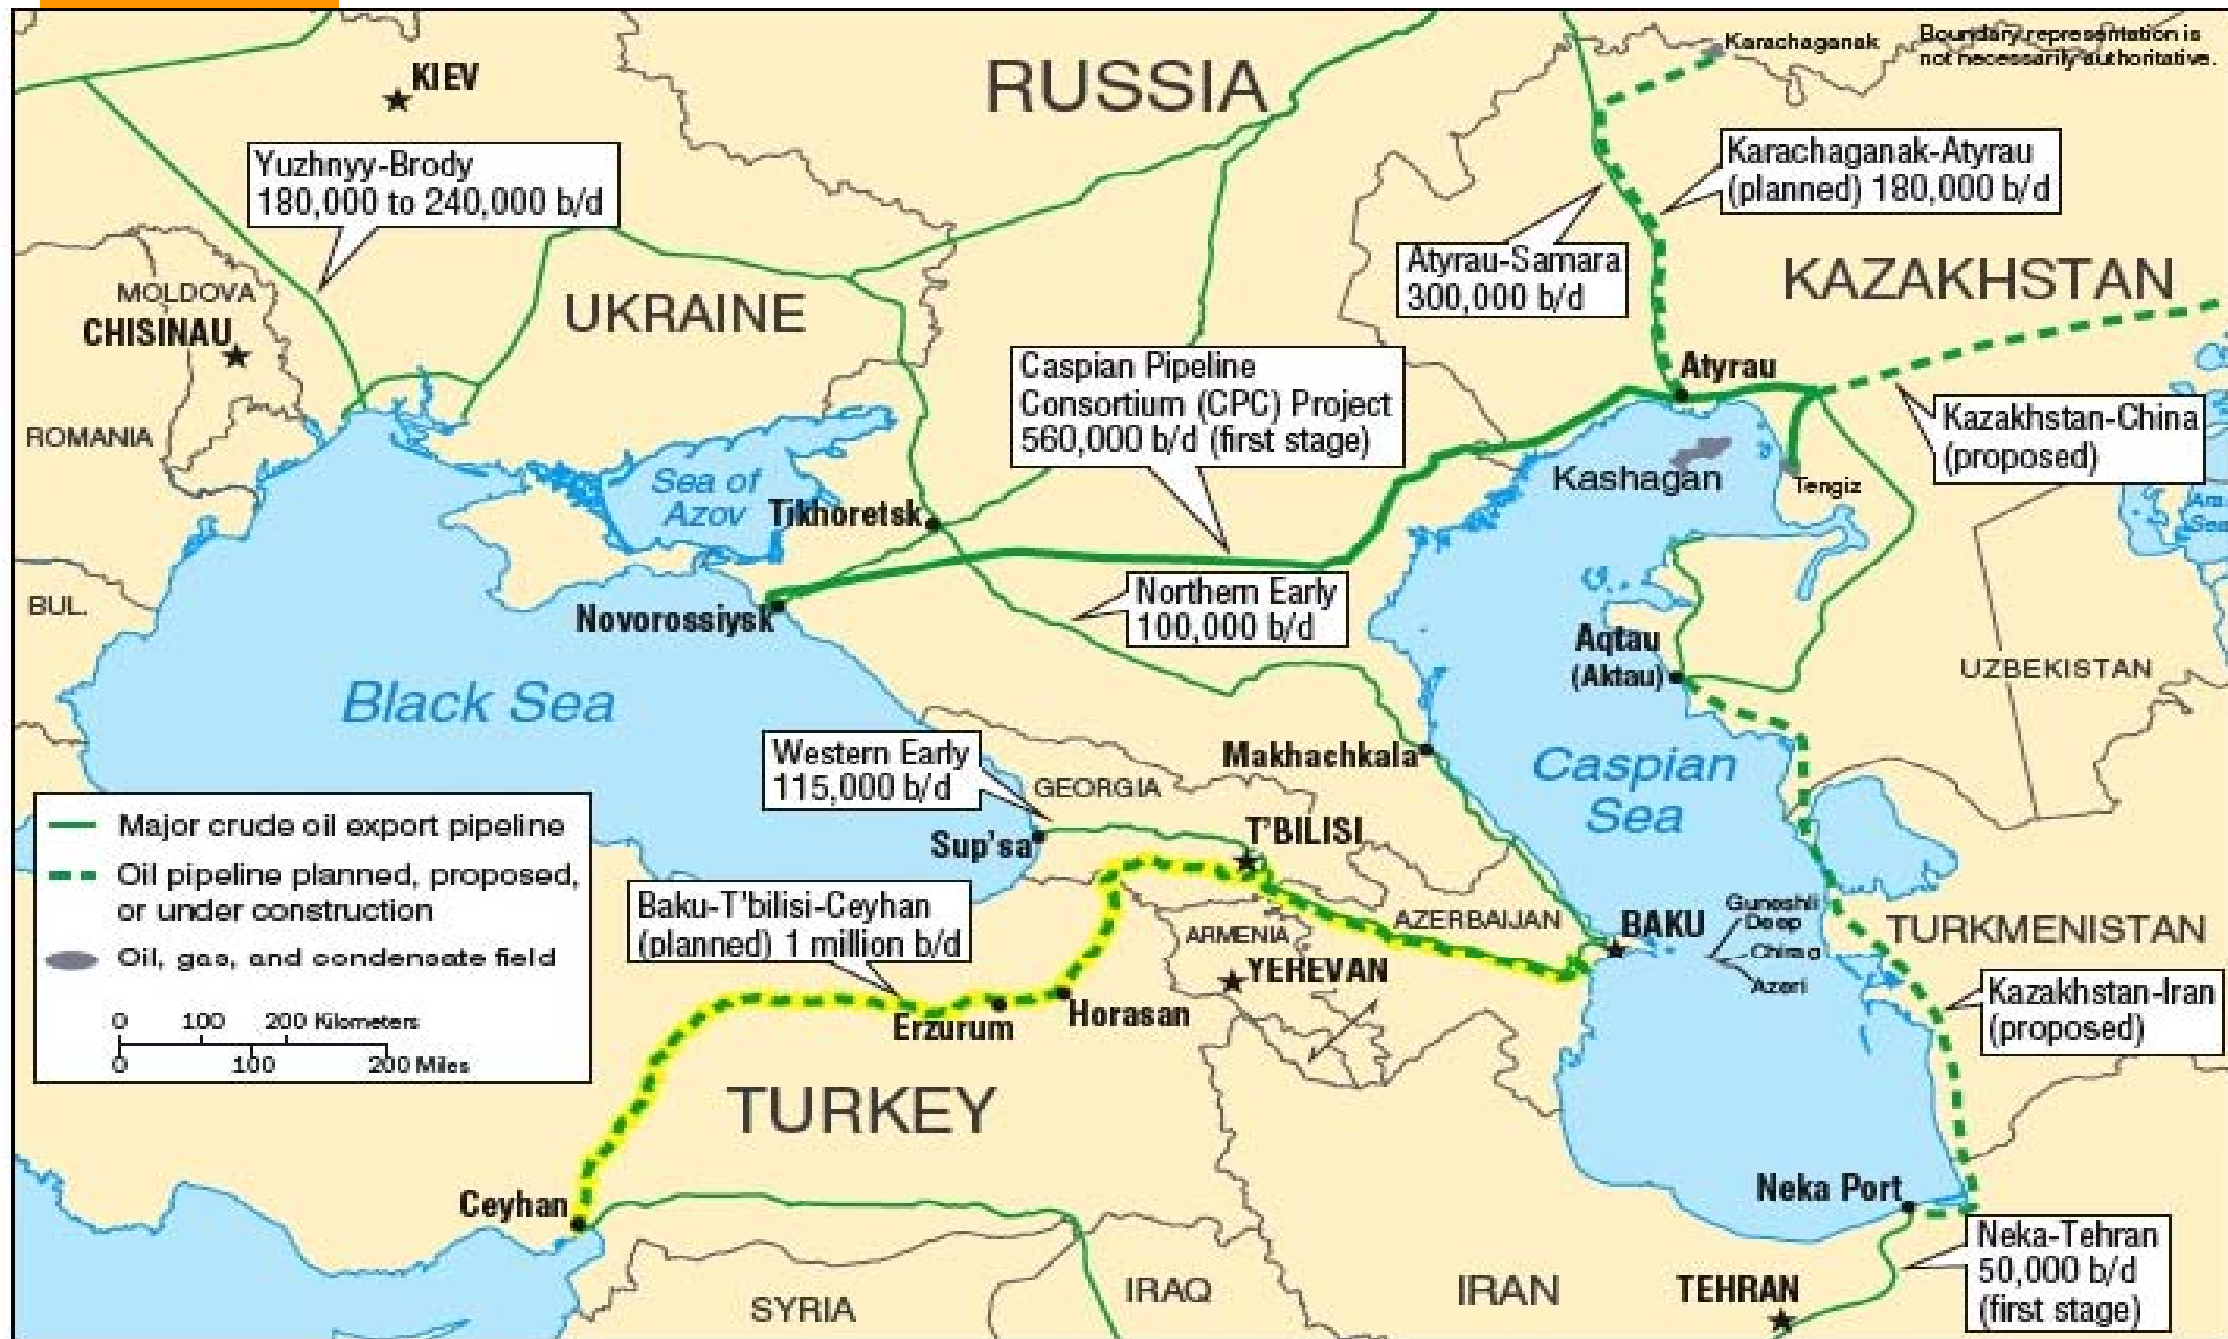 Karachaganak
Boundary representation is
not necessarily authoritative.
KIEV
RUSSIA
Yuzhnyy-Brody
180,000 to 240,000 b/d
Karachaganak-Atyrau
(planned) 180,000 b/d
Atyrau-Samara
300,000 b/d
KAZAKHSTAN
MOLDOVA
CHISINAU
UKRAINE
Caspian Pipeline
Consortium (CPC) Project
560,000 b/d (first stage)
Atyrau
Kazakhstan-China
(proposed)
ROMANIA
Sea of
Azov
Tikhoretsk
Kashagan
Tengiz
Sea
BUL.
Novorossiysk
Northern Early
100,000 b/d
Aqtau
(Aktau)
UZBEKISTAN
Black Sea
Western Early
115,000 b/d
Makhachkala
Caspian
Sea
GEORGIA
Sup'sa
T'BILISI
Major crude oil export pipeline
Oil pipeline planned, proposed,
or under construction
Oil, gas, and condensate field
0 100 200 Kilometers
0 100 200 Miles
Baku-T'bilisi-Ceyhan
(planned) 1 million b/d
ARMENIA
YEREVAN
AZERBAIJAN
BAKU
Guneshli
Deep
Chirag
Azeri
TURKMENISTAN
Kazakhstan-Iran
(proposed)
Erzurum
Horasan
TURKEY
Ceyhan
Neka Port
Neka-Tehran
50,000 b/d
(first stage)
SYRIA
IRAQ
IRAN
TEHRAN